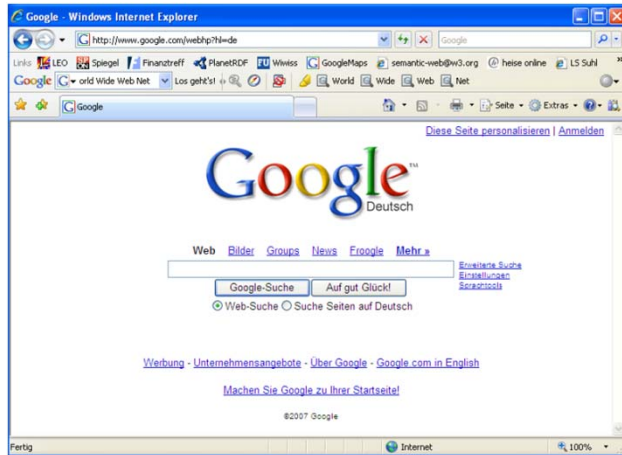 Google - Windows Internet Explorer
http://www.google.com/webhp?hl=de Google
Links LEO Spiegel Finanztreff PlanetRDF Wiwiss GoogleMaps semantic-web@w3.org heise online LS Suhl »
Google orld Wide Web Net Los geht's! World Wide Web Net
Google Seite Extras
Diese Seite personalisieren | Anmelden
Google™
Deutsch
Web Bilder Groups News Froogle Mehr »
Erweiterte Suche
Einstellungen
Sprachtools
Google-Suche Auf gut Glück!
Web-Suche Suche Seiten auf Deutsch
Werbung - Unternehmensangebote - Über Google - Google.com in English
Machen Sie Google zu Ihrer Startseite!
©2007 Google
Fertig Internet 100%